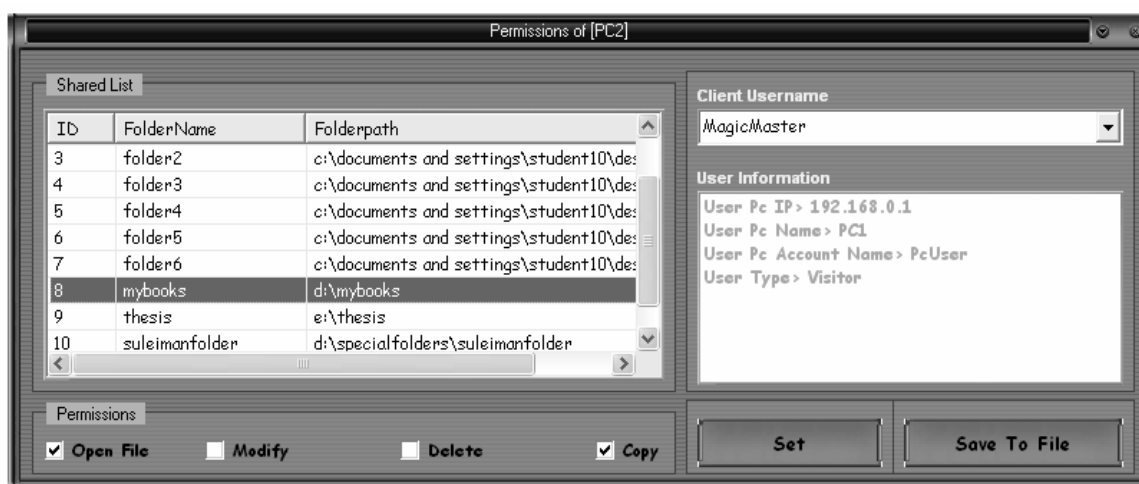 Permissions of [PC2]
Shared List
ID FolderName Folderpath
3 folder2 c:\documents and settings\student10\des
4 folder3 c:\documents and settings\student10\des
5 folder4 c:\documents and settings\student10\des
6 folder5 c:\documents and settings\student10\des
7 folder6 c:\documents and settings\student10\des
8 mybooks d:\mybooks
9 thesis e:\thesis
10 suleimanfolder d:\specialfolders\suleimanfolder
Permissions
Open File Modify Delete Copy
Client Username
MagicMaster
User Information
User Pc IP> 192.168.0.1
User Pc Name> PC1
User Pc Account Name> PcUser
User Type> Visitor
Set Save To File